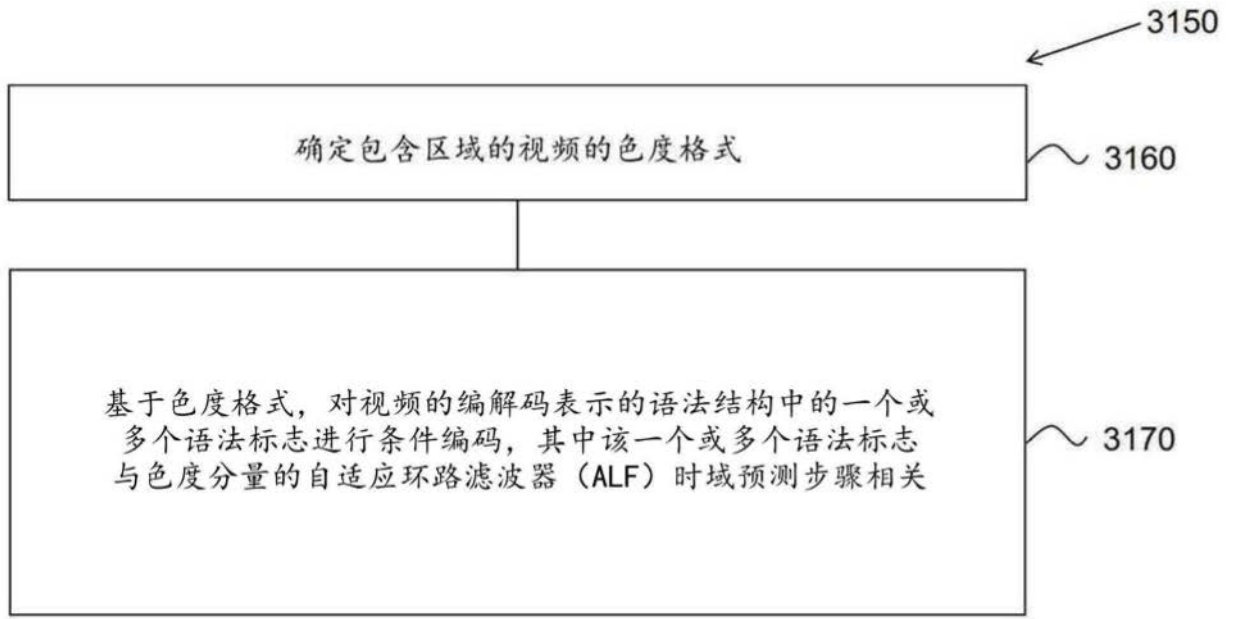 3150
确定包含区域的视频的色度格式
3160
基于色度格式，对视频的编解码表示的语法结构中的一个或
多个语法标志进行条件编码，其中该一个或多个语法标志
与色度分量的自适应环路滤波器（ALF）时域预测步骤相关
3170